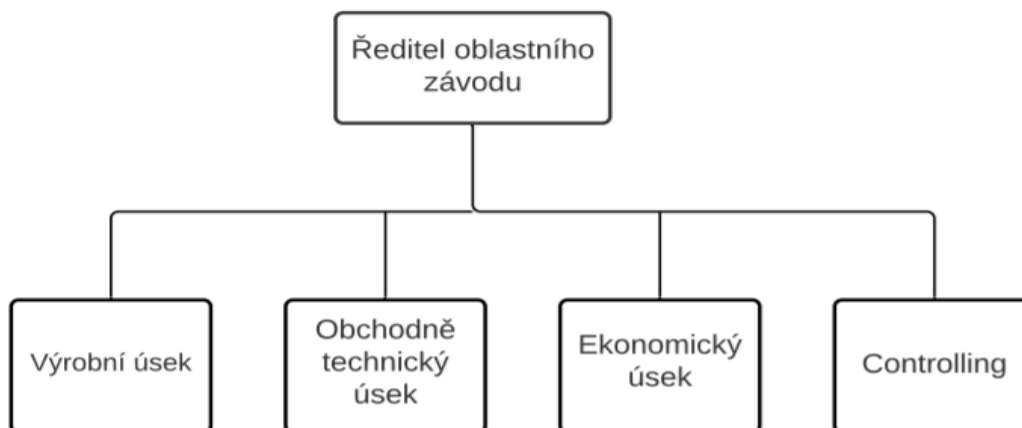 Ředitel oblastního
závodu
Výrobní úsek
Obchodně
technický
úsek
Ekonomický
úsek
Controlling